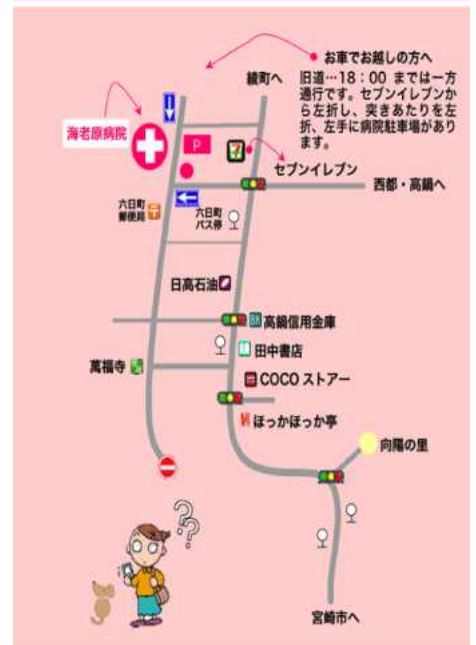 お車でお越しの方へ
旧道…18：00 までは一方
通行です。セブンイレブン
から左折し、突きあたりを左
折、左手に病院駐車場があり
ます。
綾町へ
海老原病院
P
7
セブンイレブン
西都・高鍋へ
六日町
郵便局
六日町
バス停
日高石油
高鍋信用金庫
田中書店
萬福寺
COCO ストアー
ほっかほっか亭
向陽の里
宮崎市へ
??